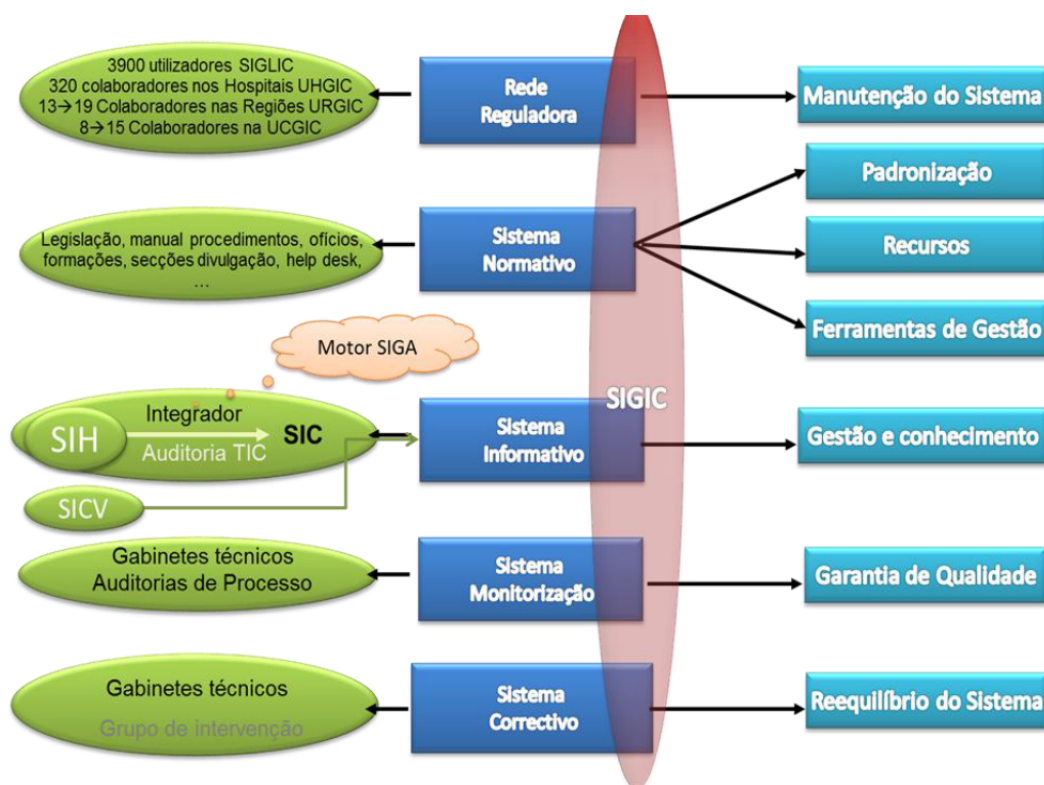 3900 utilizadores SIGLIC
320 colaboradores nos Hospitais UHGIC
13→19 Colaboradores nas Regiões URGIC
8→15 Colaboradores na UCGIC
Rede
Reguladora
Manutenção do Sistema
Padronização
Legislação, manual procedimentos, ofícios,
formações, secções divulgação, help desk,
...
Sistema
Normativo
Recursos
Ferramentas de Gestão
Motor SIGA
SIGIC
Integrador
SIH
SIC
Auditoria TIC
Sistema
Informativo
Gestão e conhecimento
SICV
Gabinetes técnicos
Auditorias de Processo
Sistema
Monitorização
Garantia de Qualidade
Gabinetes técnicos
Grupo de intervenção
Sistema
Correctivo
Reequilíbrio do Sistema